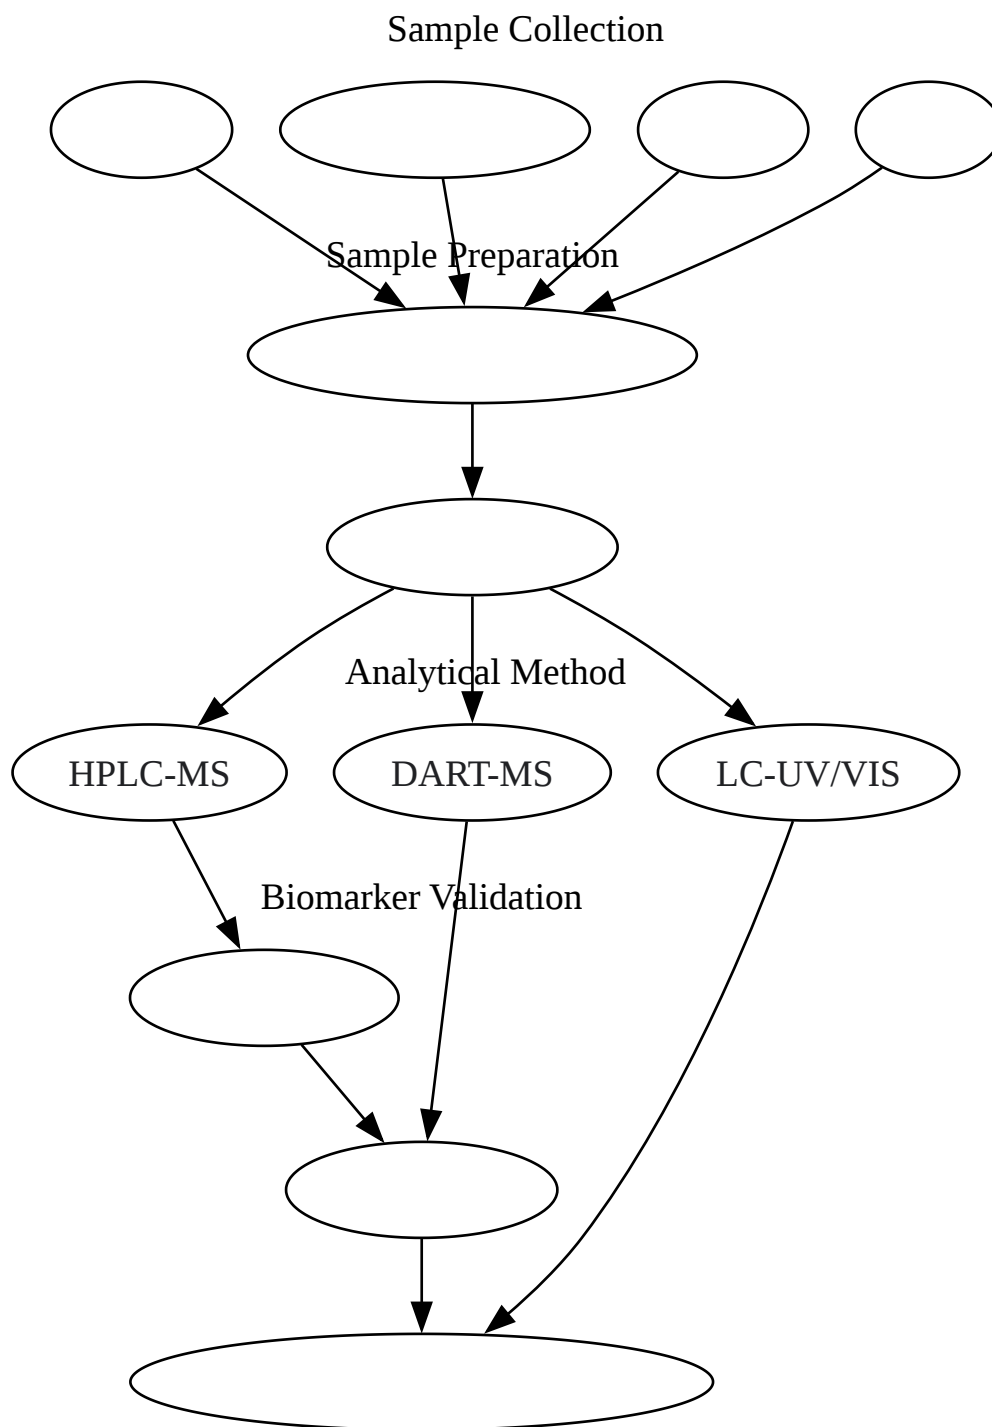 Sample Collection
Sample Preparation
Analytical Method
HPLC-MS
DART-MS
LC-UV/VIS
Biomarker Validation